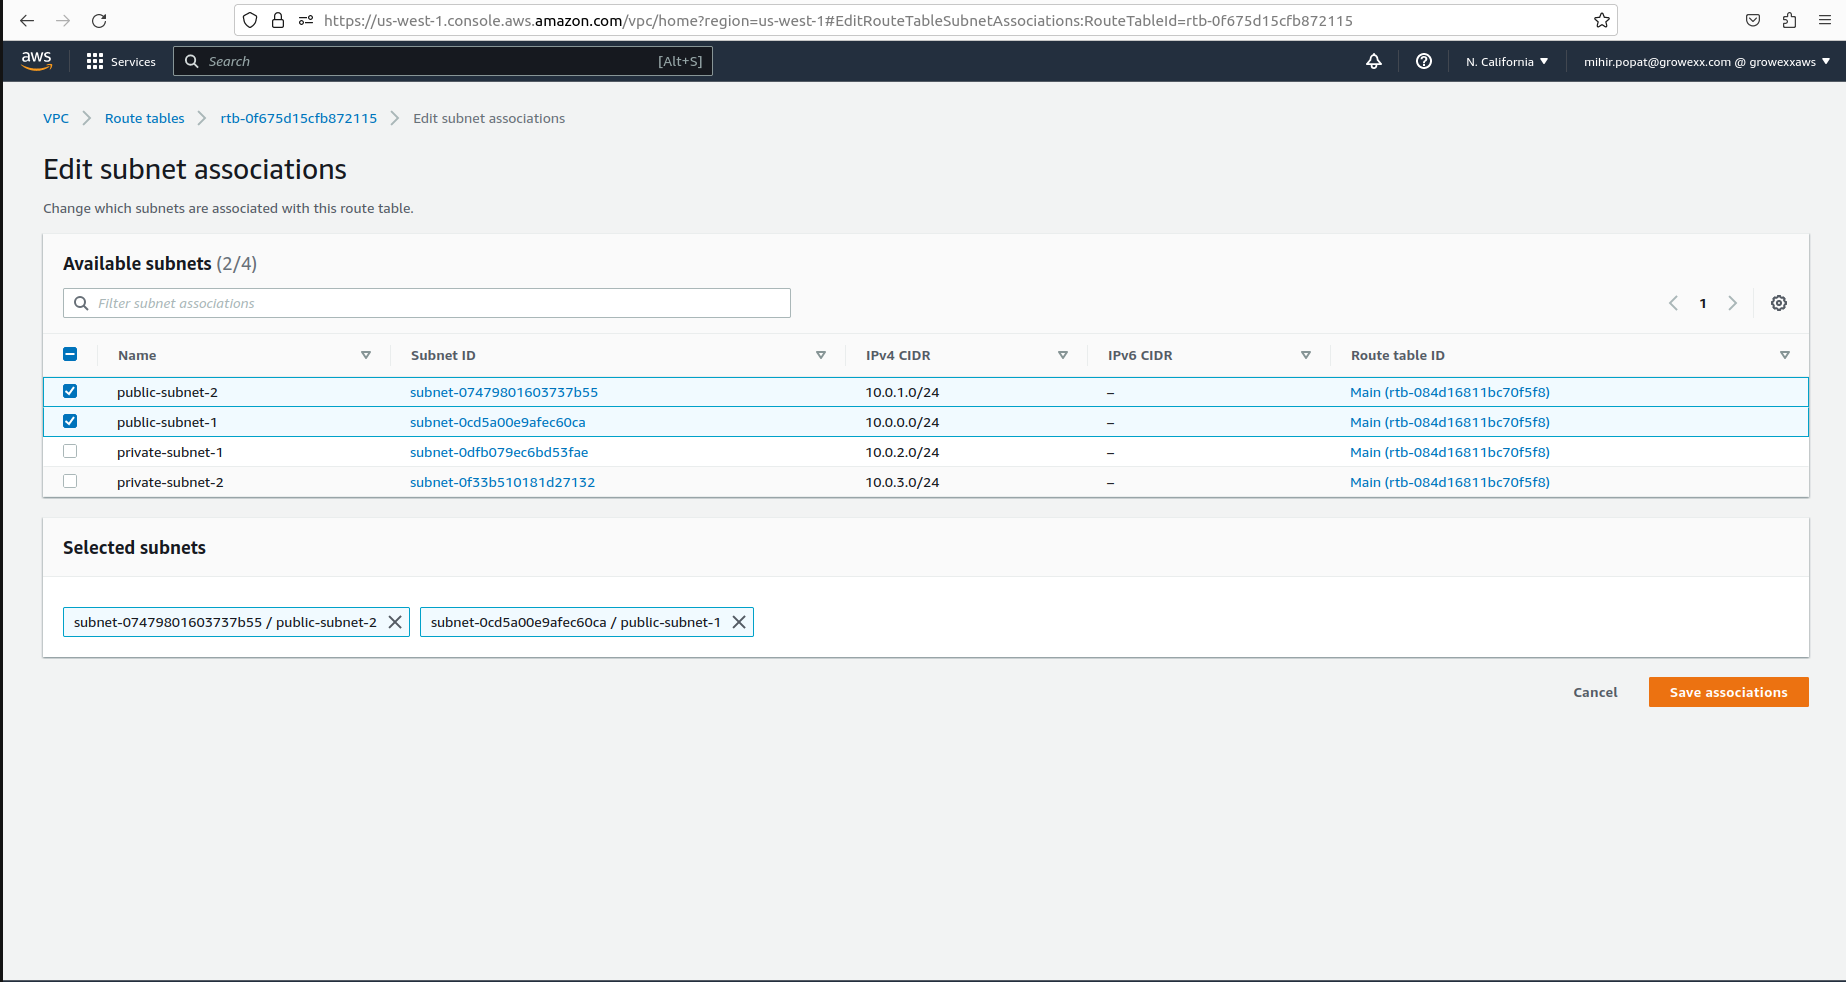 https://us-west-1.console.aws.amazon.com/vpc/home?region=us-west-1#EditRouteTableSubnetAssociations:RouteTableId=rtb-0f675d15cfb872115
aws Services Search [Alt+S] N. California mihir.popat@growexx.com @ growexxaws
VPC Route tables rtb-0f675d15cfb872115 Edit subnet associations
Edit subnet associations
Change which subnets are associated with this route table.
Available subnets (2/4)
Filter subnet associations 1
Name Subnet ID IPv4 CIDR IPv6 CIDR Route table ID
public-subnet-2 subnet-07479801603737b55 10.0.1.0/24 – Main (rtb-084d16811bc70f5f8)
public-subnet-1 subnet-0cd5a00e9afec60ca 10.0.0.0/24 – Main (rtb-084d16811bc70f5f8)
private-subnet-1 subnet-0dfb079ec6bd53fae 10.0.2.0/24 – Main (rtb-084d16811bc70f5f8)
private-subnet-2 subnet-0f33b510181d27132 10.0.3.0/24 – Main (rtb-084d16811bc70f5f8)
Selected subnets
subnet-07479801603737b55 / public-subnet-2 subnet-0cd5a00e9afec60ca / public-subnet-1
Cancel Save associations